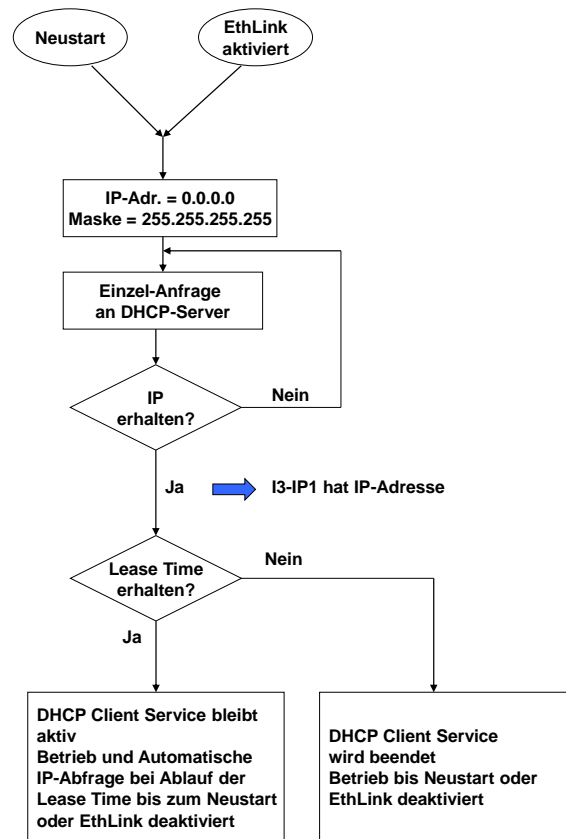 Neustart
EthLink
aktiviert
IP-Adr. = 0.0.0.0
Maske = 255.255.255.255
Einzel-Anfrage
an DHCP-Server
IP
erhalten?
Nein
Ja
I3-IP1 hat IP-Adresse
Lease Time
erhalten?
Nein
Ja
DHCP Client Service bleibt
aktiv
Betrieb und Automatische
IP-Abfrage bei Ablauf der
Lease Time bis zum Neustart
oder EthLink deaktiviert
DHCP Client Service
wird beendet
Betrieb bis Neustart oder
EthLink deaktiviert